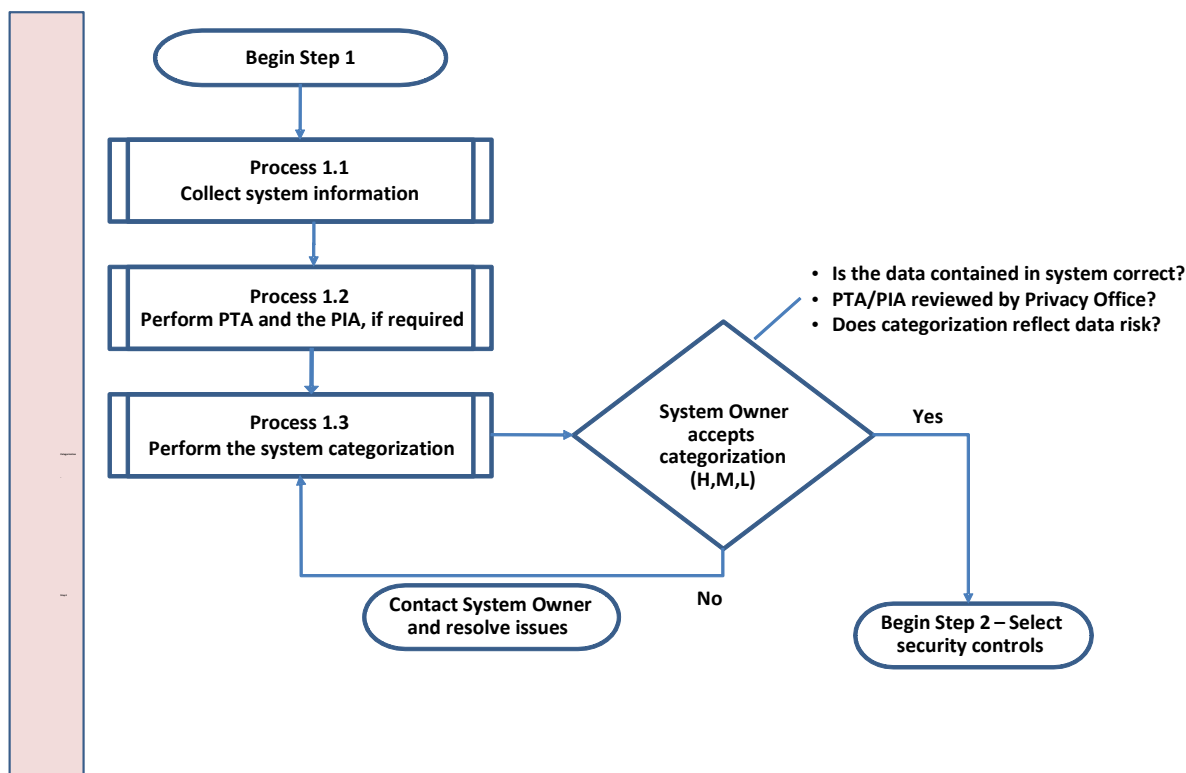 Begin Step 1
Process 1.1
Collect system information
Process 1.2
Perform PTA and the PIA, if required
Process 1.3
Perform the system categorization
• Is the data contained in system correct?
• PTA/PIA reviewed by Privacy Office?
• Does categorization reflect data risk?
System Owner
accepts
categorization
(H,M,L)
Yes
No
Contact System Owner
and resolve issues
Begin Step 2 – Select
security controls